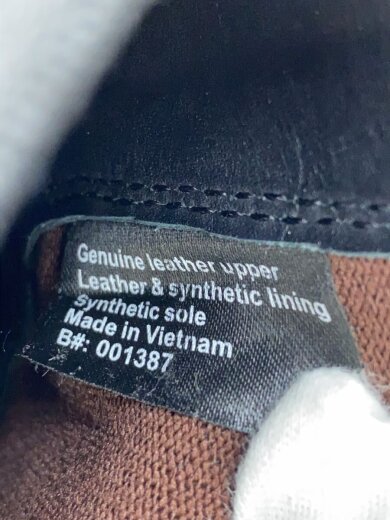 Genuine leather upper
Leather & synthetic lining
synthetic sole
Made in Vietnam
B#: 001387